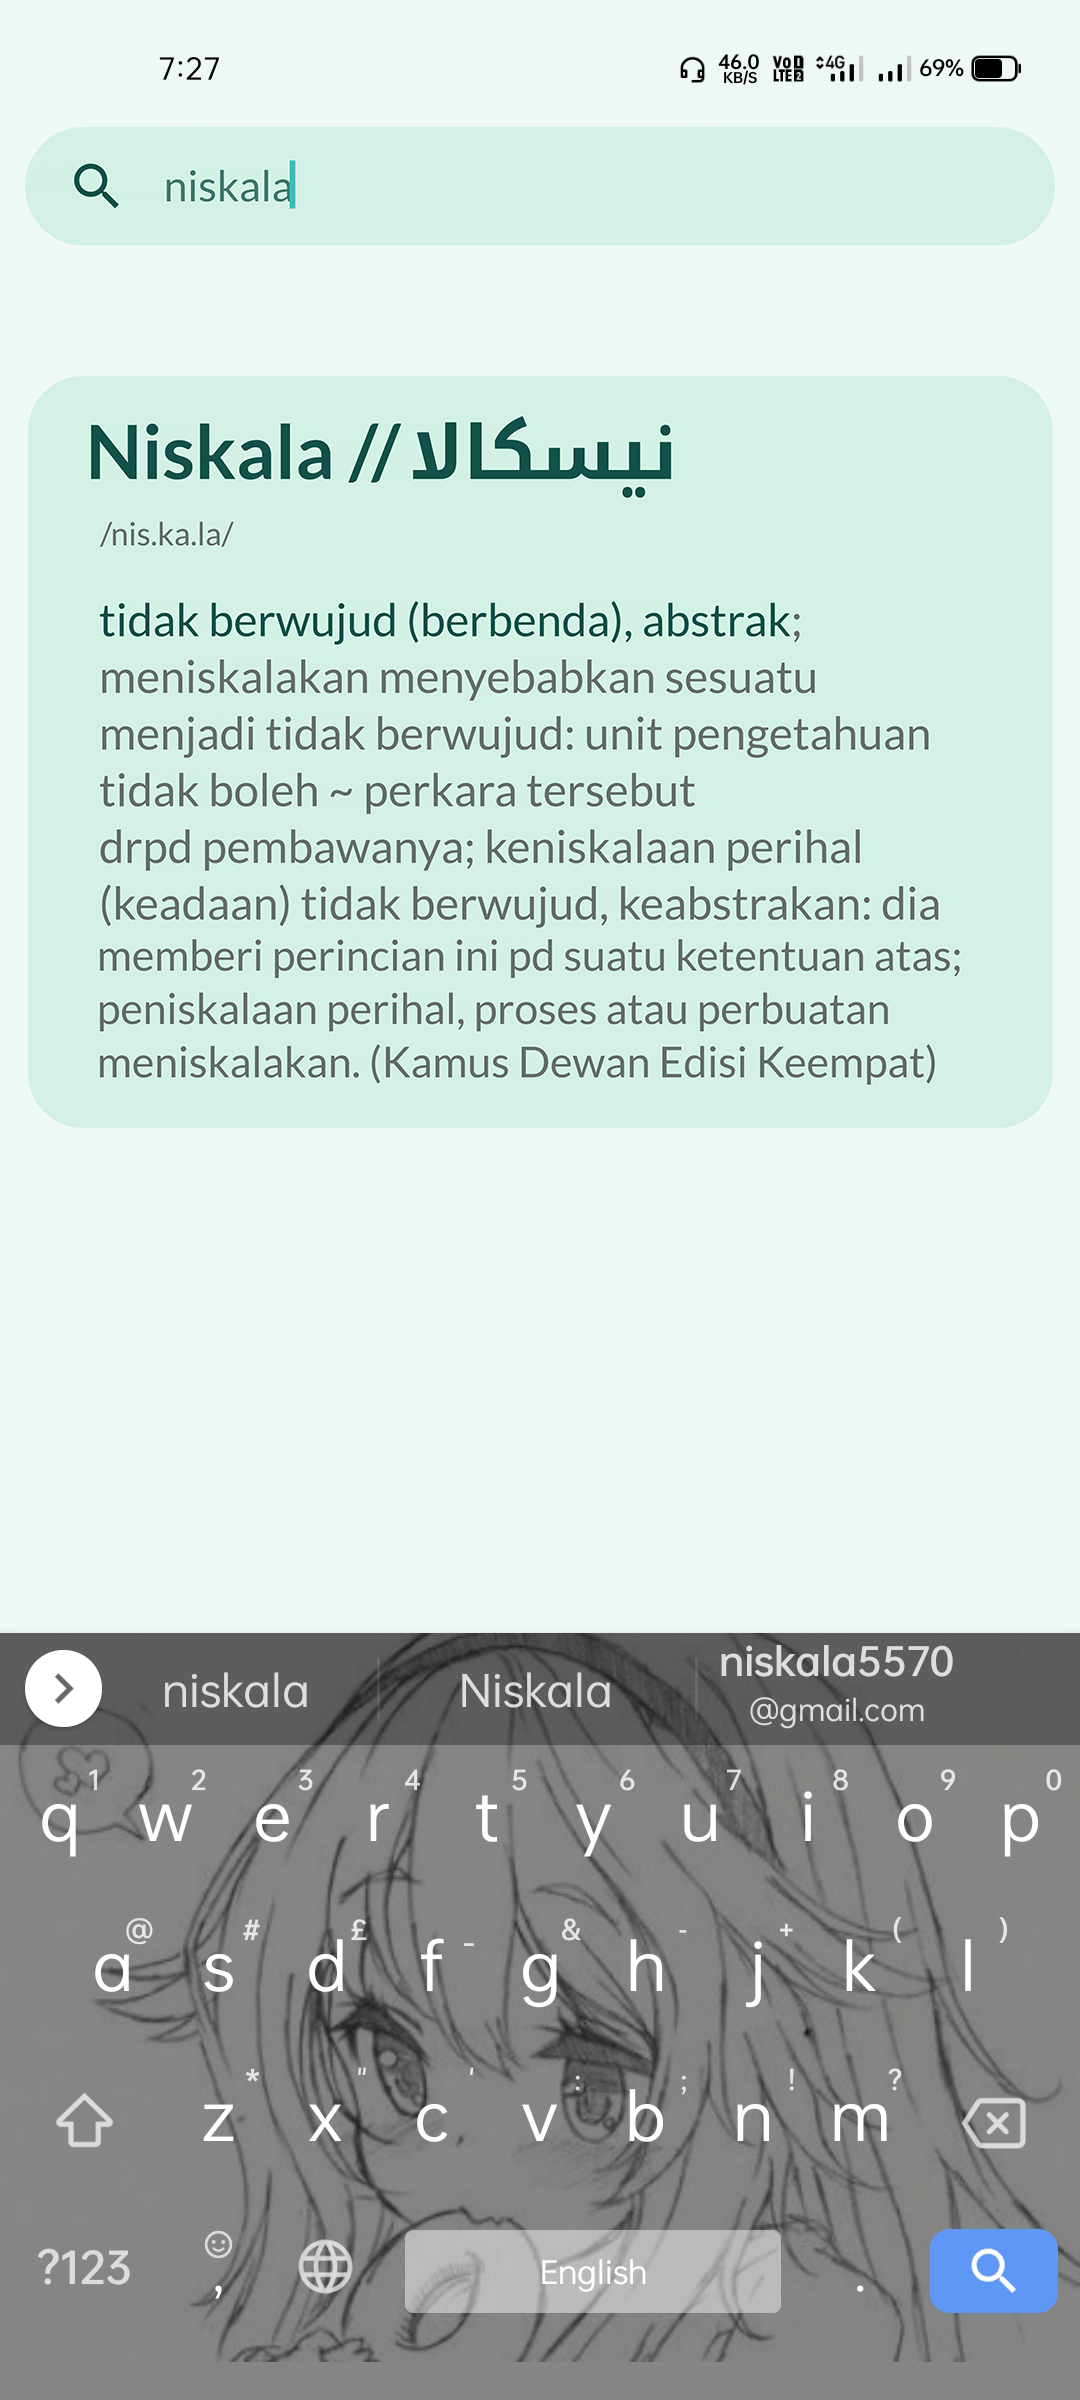 7:27 46.0 KB/S VoD LTE2 4G 69%
niskala
Niskala // نيسكالا
/nis.ka.la/
tidak berwujud (berbenda), abstrak;
meniskalakan menyebabkan sesuatu
menjadi tidak berwujud: unit pengetahuan
tidak boleh ~ perkara tersebut
drpd pembawanya; keniskalaan perihal
(keadaan) tidak berwujud, keabstrakan: dia
memberi perincian ini pd suatu ketentuan atas;
peniskalaan perihal, proses atau perbuatan
meniskalakan. (Kamus Dewan Edisi Keempat)
niskala Niskala niskala5570
@gmail.com
1 2 3 4 5 6 7 8 9 0
q w e r t y u i o p
@ # £ _ & - + ( )
a s d f g h j k l
* " ' : ; ! ?
z x c v b n m
?123 , English .